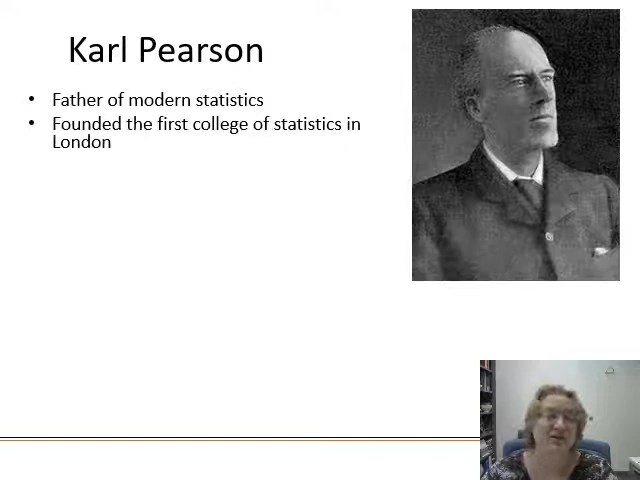 Karl Pearson
• Father of modern statistics
• Founded the first college of statistics in
London